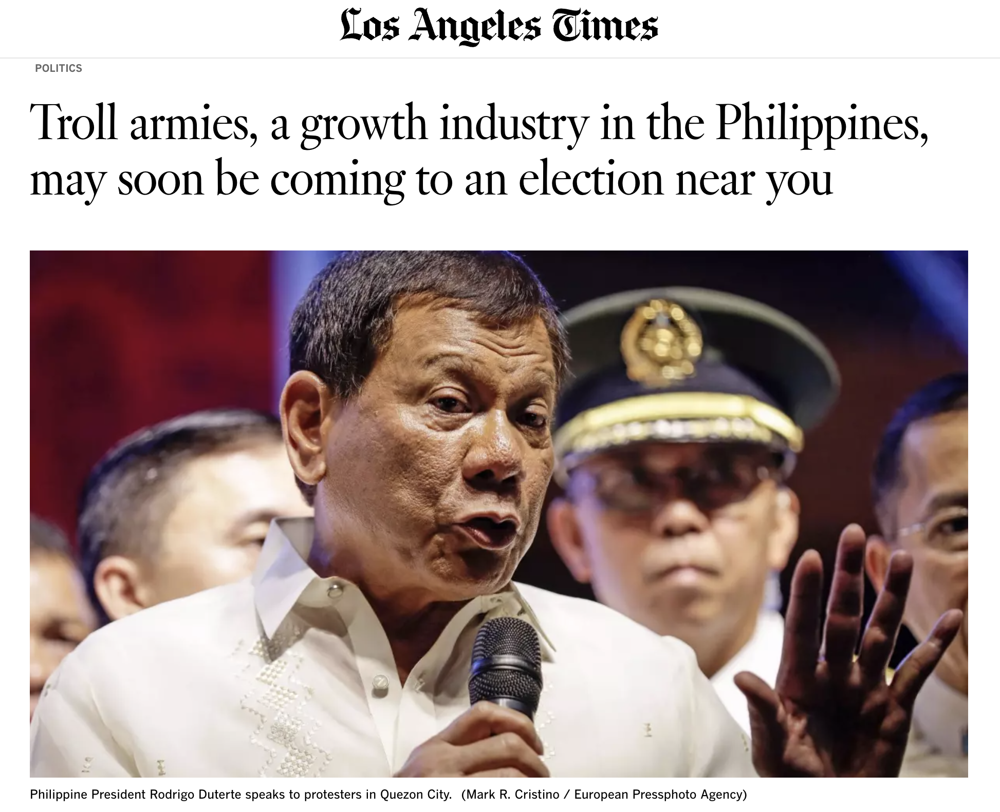 Los Angeles Times
POLITICS
Troll armies, a growth industry in the Philippines,
may soon be coming to an election near you
Philippine President Rodrigo Duterte speaks to protesters in Quezon City. (Mark R. Cristino / European Pressphoto Agency)